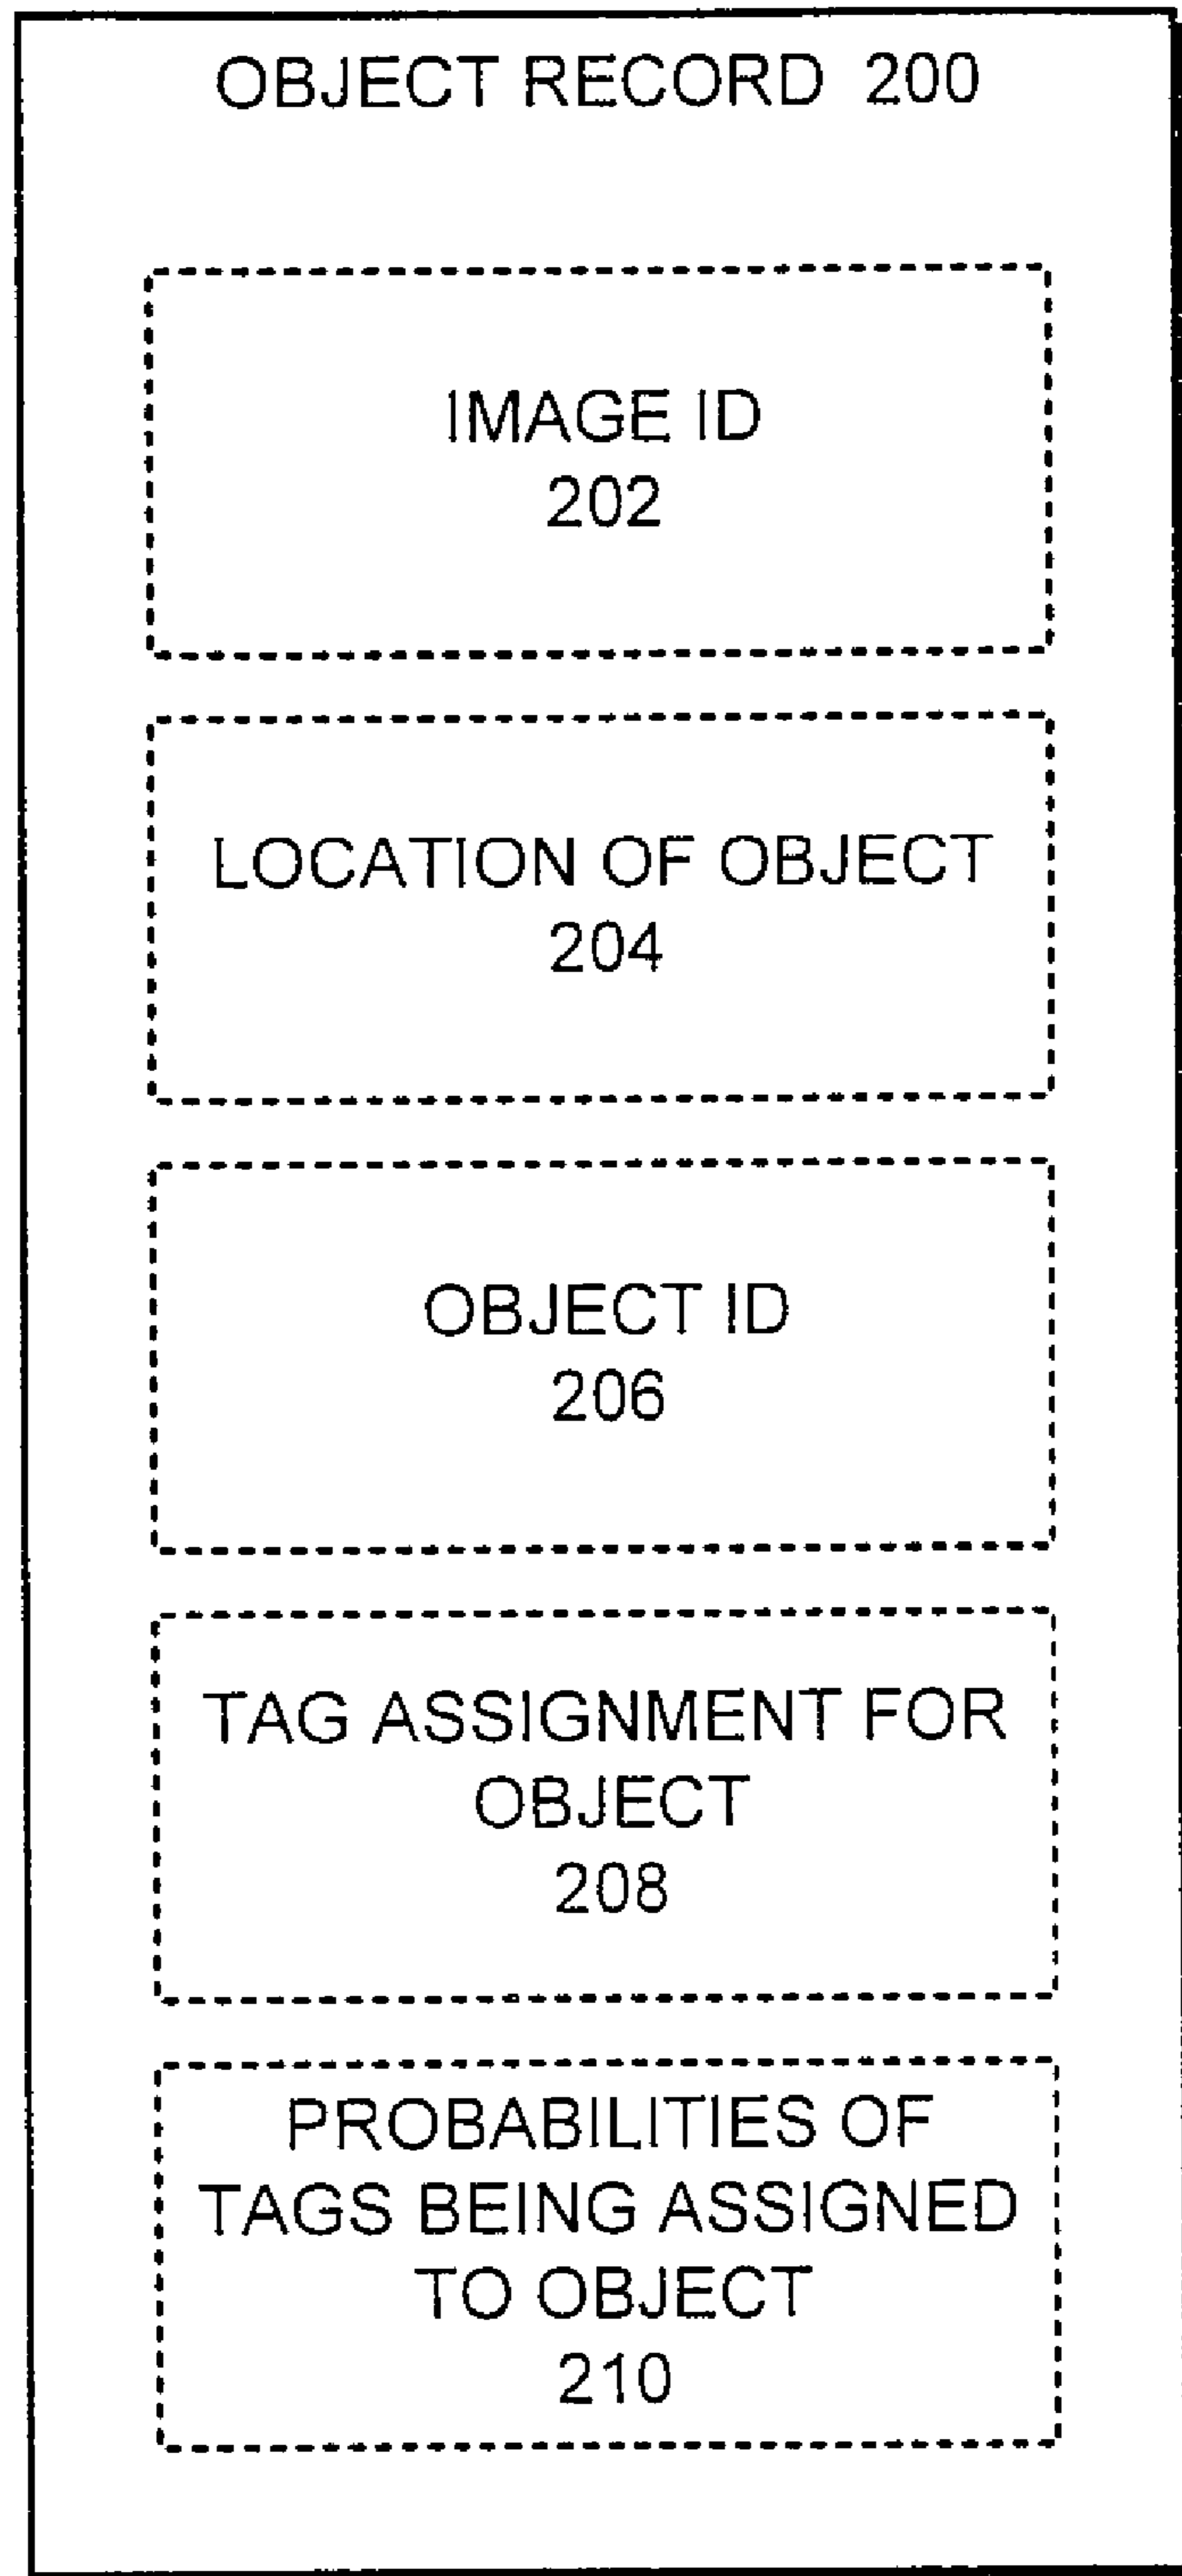 OBJECT RECORD 200
IMAGE ID
202
LOCATION OF OBJECT
204
OBJECT ID
206
TAG ASSIGNMENT FOR
OBJECT
208
PROBABILITIES OF
TAGS BEING ASSIGNED
TO OBJECT
210